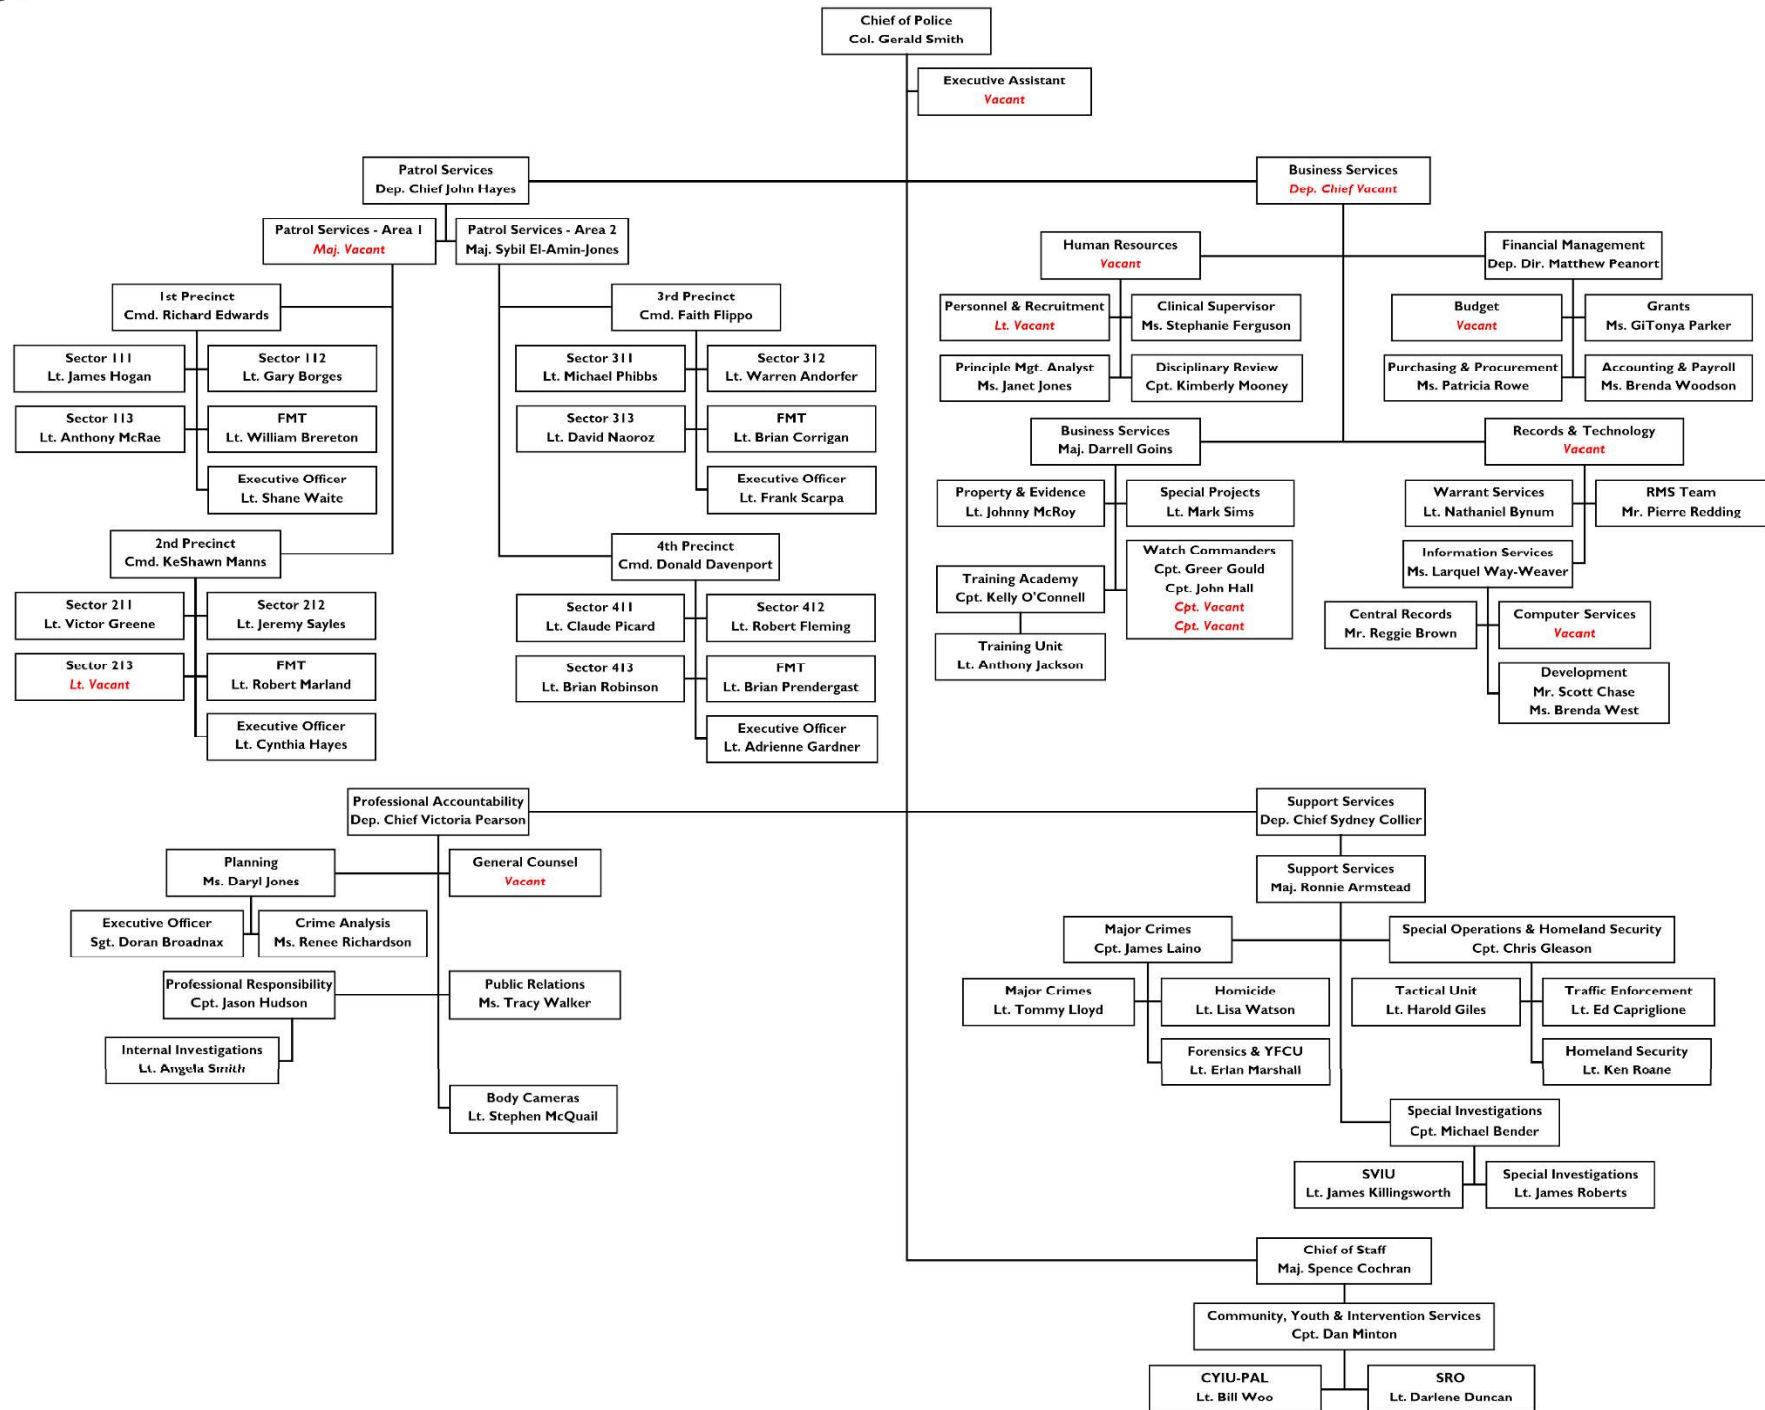 Chief of Police
Col. Gerald Smith
Executive Assistant
Vacant
Patrol Services
Dep. Chief John Hayes
Business Services
Dep. Chief Vacant
Patrol Services - Area 1
Maj. Vacant
Patrol Services - Area 2
Maj. Sybil El-Amin-Jones
1st Precinct
Cmd. Richard Edwards
Sector 111
Lt. James Hogan
Sector 112
Lt. Gary Borges
Sector 113
Lt. Anthony McRae
FMT
Lt. William Brereton
Executive Officer
Lt. Shane Waite
2nd Precinct
Cmd. KeShawn Manns
Sector 211
Lt. Victor Greene
Sector 212
Lt. Jeremy Sayles
Sector 213
Lt. Vacant
FMT
Lt. Robert Marland
Executive Officer
Lt. Cynthia Hayes
3rd Precinct
Cmd. Faith Flippo
Sector 311
Lt. Michael Phibbs
Sector 312
Lt. Warren Andorfer
Sector 313
Lt. David Naoroz
FMT
Lt. Brian Corrigan
Executive Officer
Lt. Frank Scarpa
4th Precinct
Cmd. Donald Davenport
Sector 411
Lt. Claude Picard
Sector 412
Lt. Robert Fleming
Sector 413
Lt. Brian Robinson
FMT
Lt. Brian Prendergast
Executive Officer
Lt. Adrienne Gardner
Human Resources
Vacant
Personnel & Recruitment
Lt. Vacant
Clinical Supervisor
Ms. Stephanie Ferguson
Principle Mgt. Analyst
Ms. Janet Jones
Disciplinary Review
Cpt. Kimberly Mooney
Financial Management
Dep. Dir. Matthew Peanort
Budget
Vacant
Grants
Ms. GiTonya Parker
Purchasing & Procurement
Ms. Patricia Rowe
Accounting & Payroll
Ms. Brenda Woodson
Business Services
Maj. Darrell Goins
Property & Evidence
Lt. Johnny McRoy
Special Projects
Lt. Mark Sims
Training Academy
Cpt. Kelly O'Connell
Watch Commanders
Cpt. Greer Gould
Cpt. John Hall
Cpt. Vacant
Cpt. Vacant
Training Unit
Lt. Anthony Jackson
Records & Technology
Vacant
Warrant Services
Lt. Nathaniel Bynum
RMS Team
Mr. Pierre Redding
Information Services
Ms. Larquel Way-Weaver
Central Records
Mr. Reggie Brown
Computer Services
Vacant
Development
Mr. Scott Chase
Ms. Brenda West
Professional Accountability
Dep. Chief Victoria Pearson
Planning
Ms. Daryl Jones
General Counsel
Vacant
Executive Officer
Sgt. Doran Broadnax
Crime Analysis
Ms. Renee Richardson
Professional Responsibility
Cpt. Jason Hudson
Public Relations
Ms. Tracy Walker
Internal Investigations
Lt. Angela Smith
Body Cameras
Lt. Stephen McQuail
Support Services
Dep. Chief Sydney Collier
Support Services
Maj. Ronnie Armstead
Major Crimes
Cpt. James Laino
Special Operations & Homeland Security
Cpt. Chris Gleason
Major Crimes
Lt. Tommy Lloyd
Homicide
Lt. Lisa Watson
Forensics & YFCU
Lt. Erlan Marshall
Tactical Unit
Lt. Harold Giles
Traffic Enforcement
Lt. Ed Capriglione
Homeland Security
Lt. Ken Roane
Special Investigations
Cpt. Michael Bender
SVIU
Lt. James Killingsworth
Special Investigations
Lt. James Roberts
Chief of Staff
Maj. Spence Cochran
Community, Youth & Intervention Services
Cpt. Dan Minton
CYIU-PAL
Lt. Bill Woo
SRO
Lt. Darlene Duncan